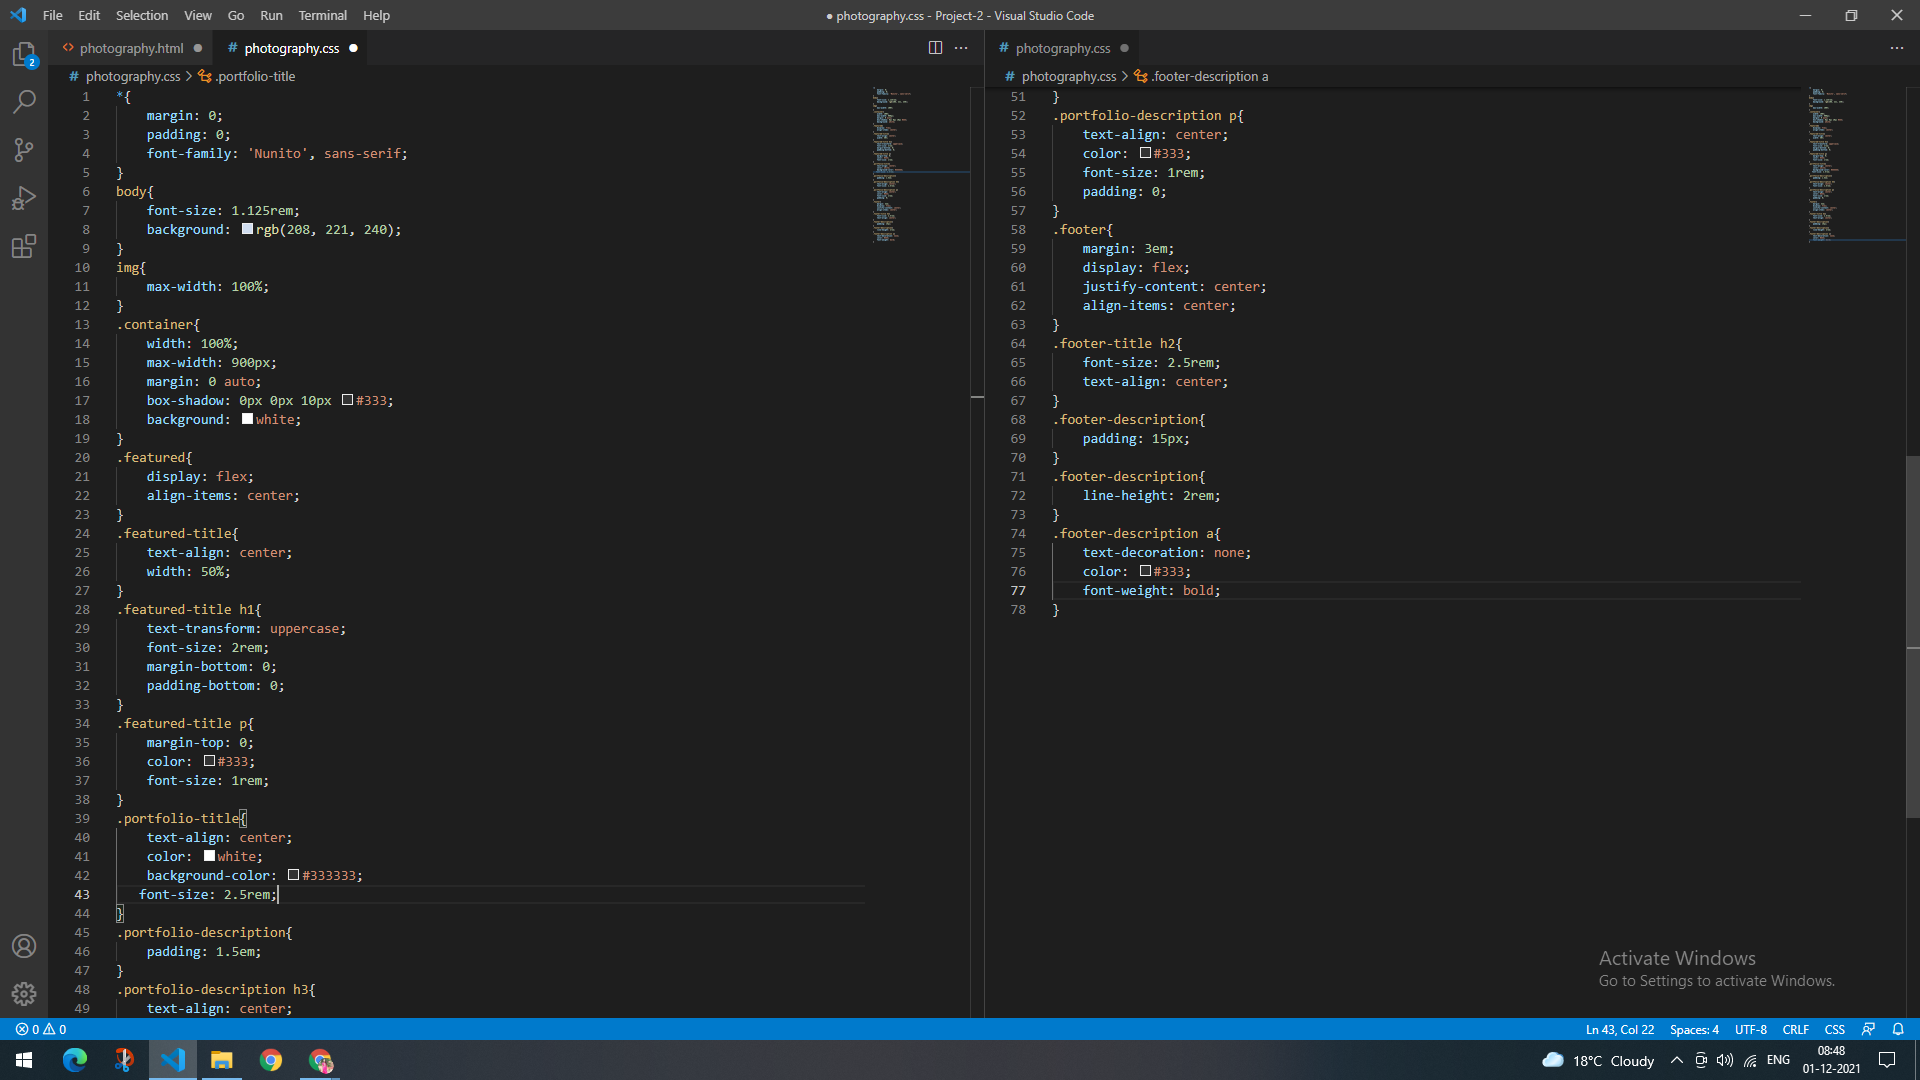 File Edit Selection View Go Run Terminal Help
● photography.css - Project-2 - Visual Studio Code
photography.html
# photography.css
# photography.css > .portfolio-title
1 *{
2 margin: 0;
3 padding: 0;
4 font-family: 'Nunito', sans-serif;
5 }
6 body{
7 font-size: 1.125rem;
8 background: rgb(208, 221, 240);
9 }
10 img{
11 max-width: 100%;
12 }
13 .container{
14 width: 100%;
15 max-width: 900px;
16 margin: 0 auto;
17 box-shadow: 0px 0px 10px #333;
18 background: white;
19 }
20 .featured{
21 display: flex;
22 align-items: center;
23 }
24 .featured-title{
25 text-align: center;
26 width: 50%;
27 }
28 .featured-title h1{
29 text-transform: uppercase;
30 font-size: 2rem;
31 margin-bottom: 0;
32 padding-bottom: 0;
33 }
34 .featured-title p{
35 margin-top: 0;
36 color: #333;
37 font-size: 1rem;
38 }
39 .portfolio-title{
40 text-align: center;
41 color: white;
42 background-color: #333333;
43 font-size: 2.5rem;
44 }
45 .portfolio-description{
46 padding: 1.5em;
47 }
48 .portfolio-description h3{
49 text-align: center;
# photography.css
# photography.css > .footer-description a
51 }
52 .portfolio-description p{
53 text-align: center;
54 color: #333;
55 font-size: 1rem;
56 padding: 0;
57 }
58 .footer{
59 margin: 3em;
60 display: flex;
61 justify-content: center;
62 align-items: center;
63 }
64 .footer-title h2{
65 font-size: 2.5rem;
66 text-align: center;
67 }
68 .footer-description{
69 padding: 15px;
70 }
71 .footer-description{
72 line-height: 2rem;
73 }
74 .footer-description a{
75 text-decoration: none;
76 color: #333;
77 font-weight: bold;
78 }
Activate Windows
Go to Settings to activate Windows.
2
0 0
Ln 43, Col 22 Spaces: 4 UTF-8 CRLF CSS
18°C Cloudy
ENG
08:48
01-12-2021